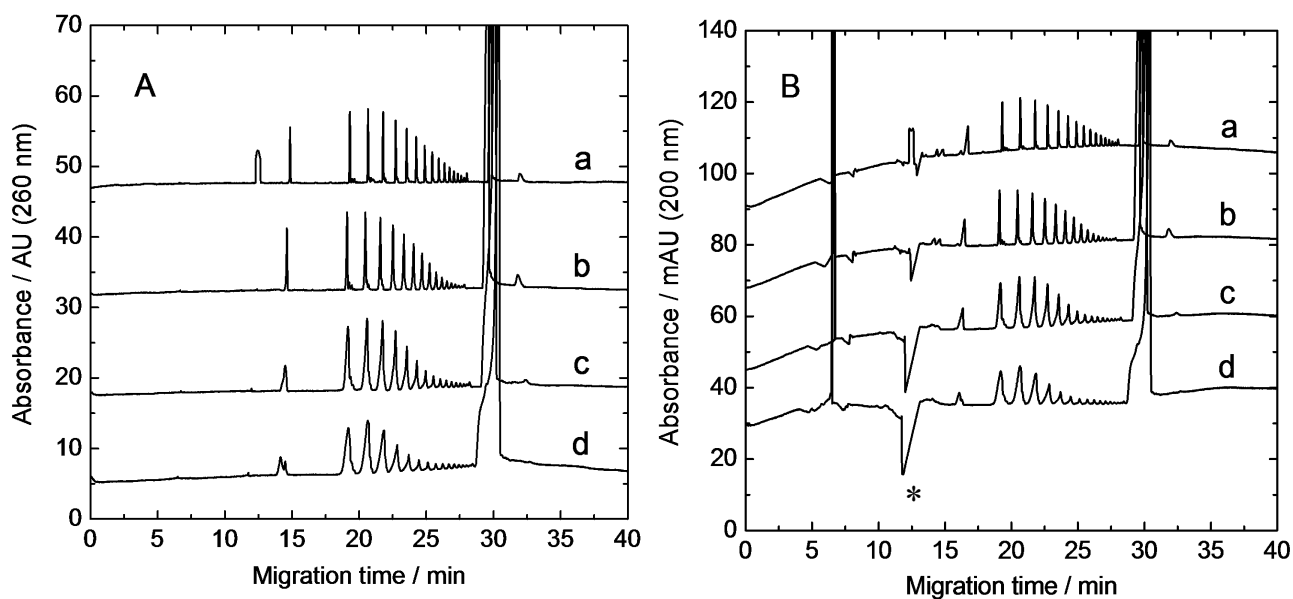 A
Absorbance / AU (260 nm)
70
60
50
40
30
20
10
0
a
b
c
d
0 5 10 15 20 25 30 35 40
Migration time / min
B
Absorbance / mAU (200 nm)
140
120
100
80
60
40
20
0
a
b
c
d
*
0 5 10 15 20 25 30 35 40
Migration time / min